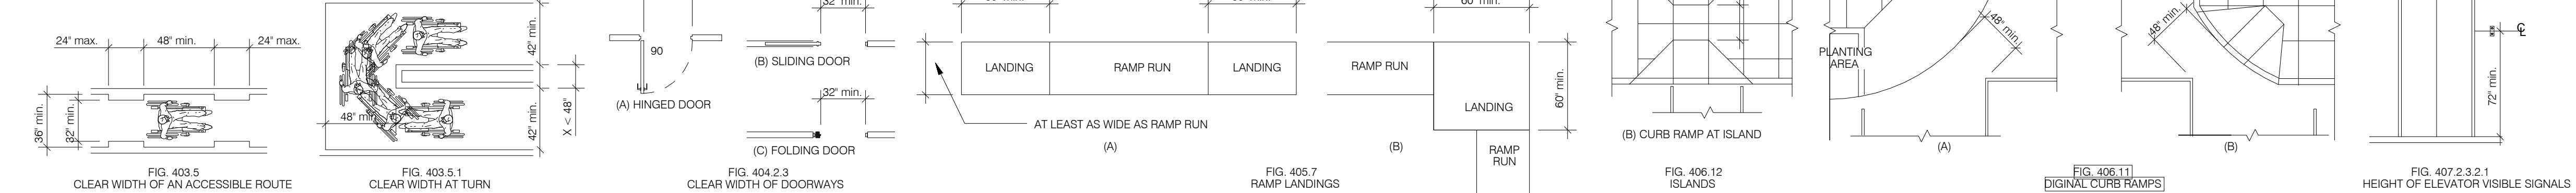 24" max.
48" min.
24" max.
36" min.
32" min.
FIG. 403.5
CLEAR WIDTH OF AN ACCESSIBLE ROUTE
42" min.
42" min.
48" min.
X < 48"
FIG. 403.5.1
CLEAR WIDTH AT TURN
90
(A) HINGED DOOR
32" min.
(B) SLIDING DOOR
32" min.
(C) FOLDING DOOR
FIG. 404.2.3
CLEAR WIDTH OF DOORWAYS
LANDING
RAMP RUN
LANDING
AT LEAST AS WIDE AS RAMP RUN
(A)
60" min.
RAMP RUN
LANDING
60" min.
(B)
RAMP
RUN
FIG. 405.7
RAMP LANDINGS
(B) CURB RAMP AT ISLAND
FIG. 406.12
ISLANDS
PLANTING
AREA
48" min.
(A)
48" min.
(B)
FIG. 406.11
DIGINAL CURB RAMPS
℄
72" min.
FIG. 407.2.3.2.1
HEIGHT OF ELEVATOR VISIBLE SIGNALS